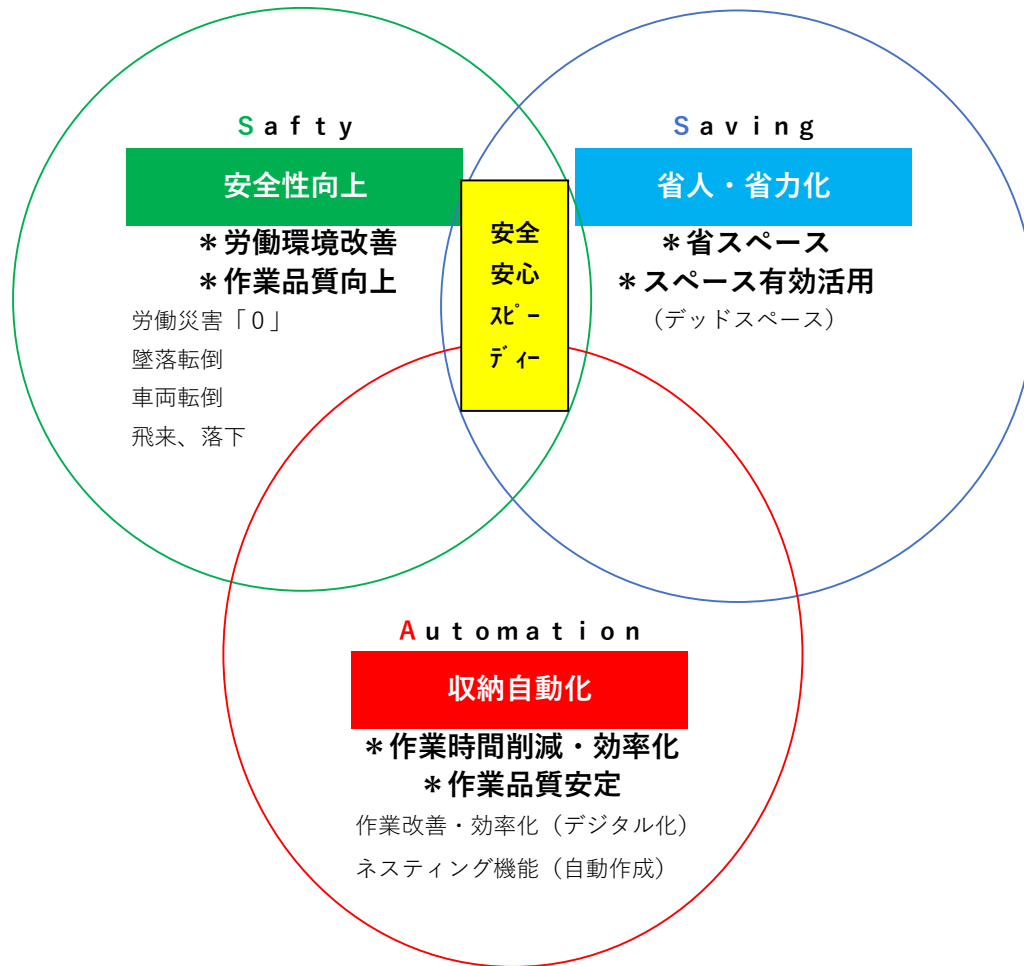 Safty
安全性向上
＊労働環境改善
＊作業品質向上
労働災害「０」
墜落転倒
車両転倒
飛来、落下
安全
安心
ｽﾋﾟｰ
ﾃﾞｨｰ
Saving
省人・省力化
＊省スペース
＊スペース有効活用
（デッドスペース）
Automation
収納自動化
＊作業時間削減・効率化
＊作業品質安定
作業改善・効率化（デジタル化）
ネスティング機能（自動作成）